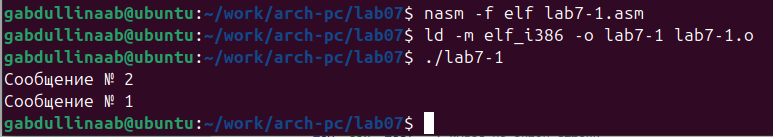 gabdullinaab@ubuntu:~/work/arch-pc/lab07$ nasm -f elf lab7-1.asm
gabdullinaab@ubuntu:~/work/arch-pc/lab07$ ld -m elf_i386 -o lab7-1 lab7-1.o
gabdullinaab@ubuntu:~/work/arch-pc/lab07$ ./lab7-1
Сообщение № 2
Сообщение № 1
gabdullinaab@ubuntu:~/work/arch-pc/lab07$